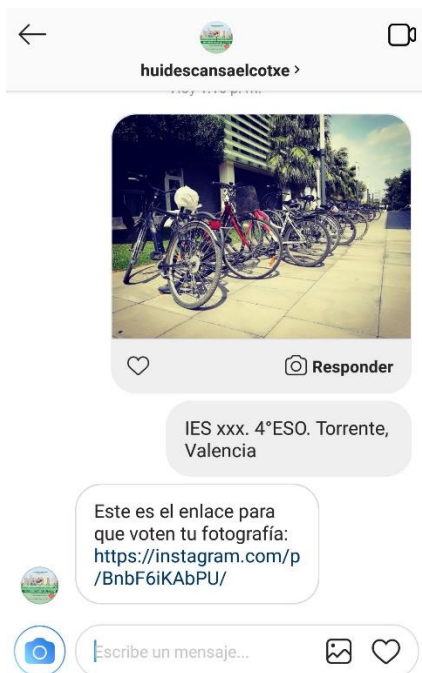 huidescansaelcotxe >
Responder
IES xxx. 4°ESO. Torrente,
Valencia
Este es el enlace para
que voten tu fotografía:
https://instagram.com/p
/BnbF6iKAbPU/
Escribe un mensaje...